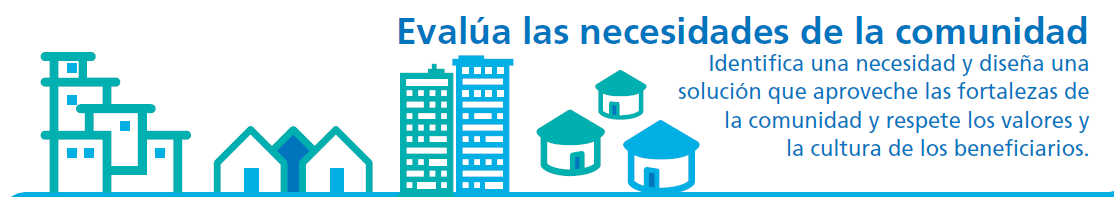 Evalúa las necesidades de la comunidad
Identifica una necesidad y diseña una
solución que aproveche las fortalezas de
la comunidad y respete los valores y
la cultura de los beneficiarios.